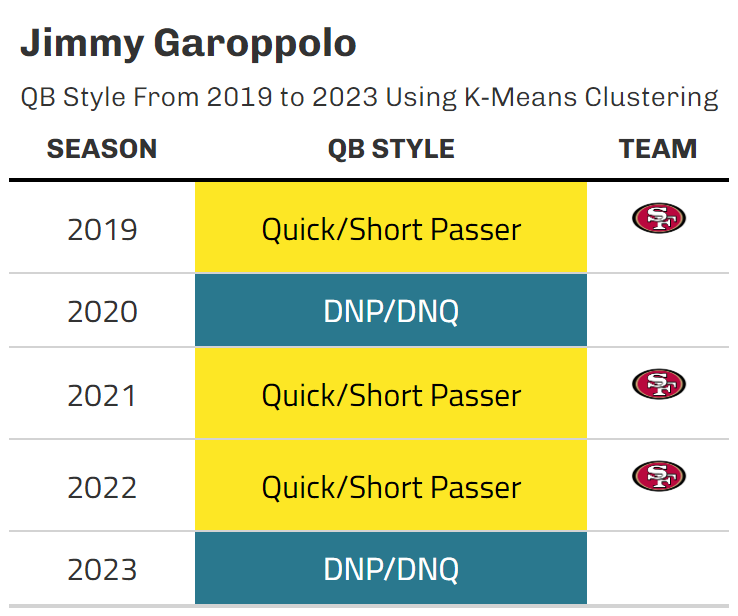 Jimmy Garoppolo
QB Style From 2019 to 2023 Using K-Means Clustering
SEASON QB STYLE TEAM
2019 Quick/Short Passer SF
2020 DNP/DNQ
2021 Quick/Short Passer SF
2022 Quick/Short Passer SF
2023 DNP/DNQ